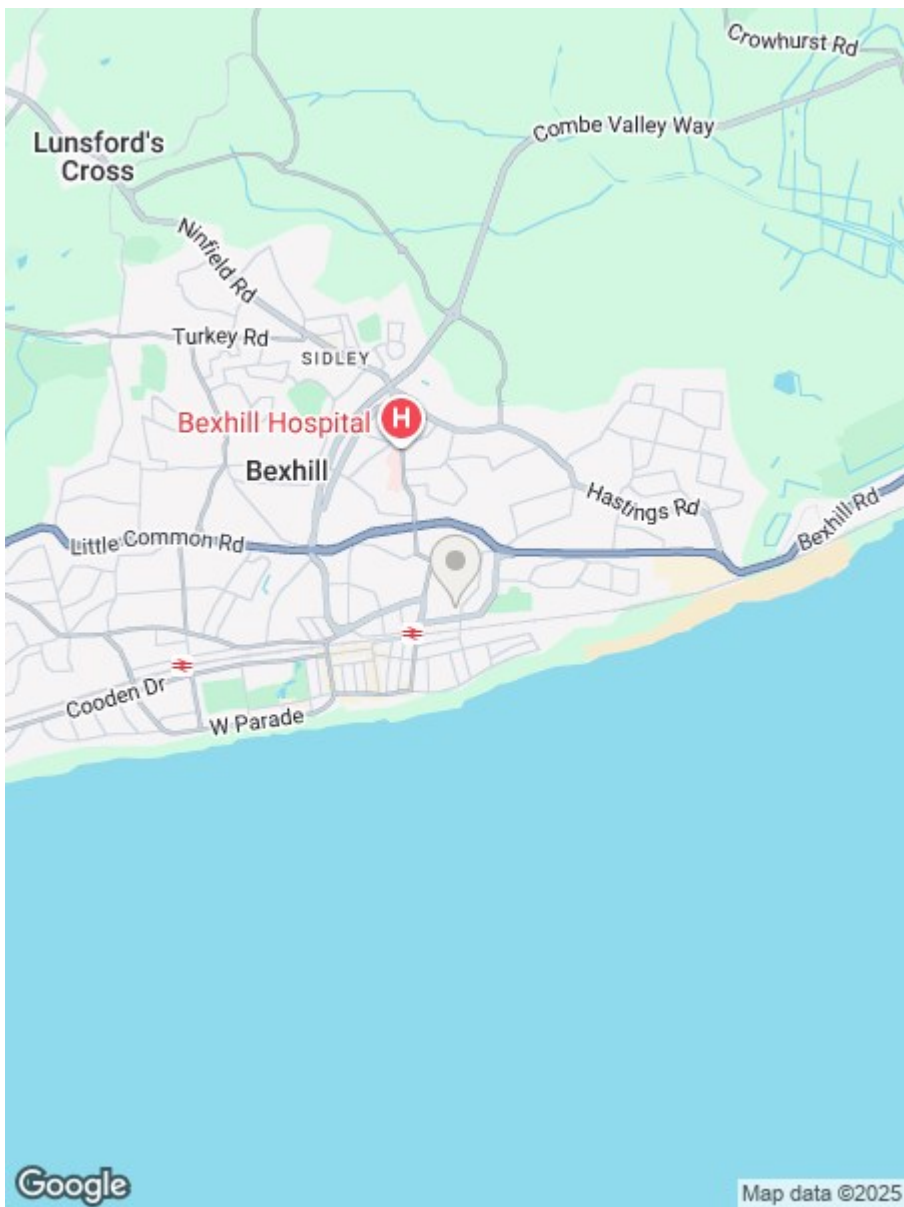 Crowhurst Rd
Combe Valley Way
Lunsford's
Cross
Ninfield Rd
Turkey Rd
SIDLEY
Bexhill Hospital
H
Bexhill
Hastings Rd
Bexhill Rd
Little Common Rd
Cooden Dr
W Parade
Google
Map data ©2025